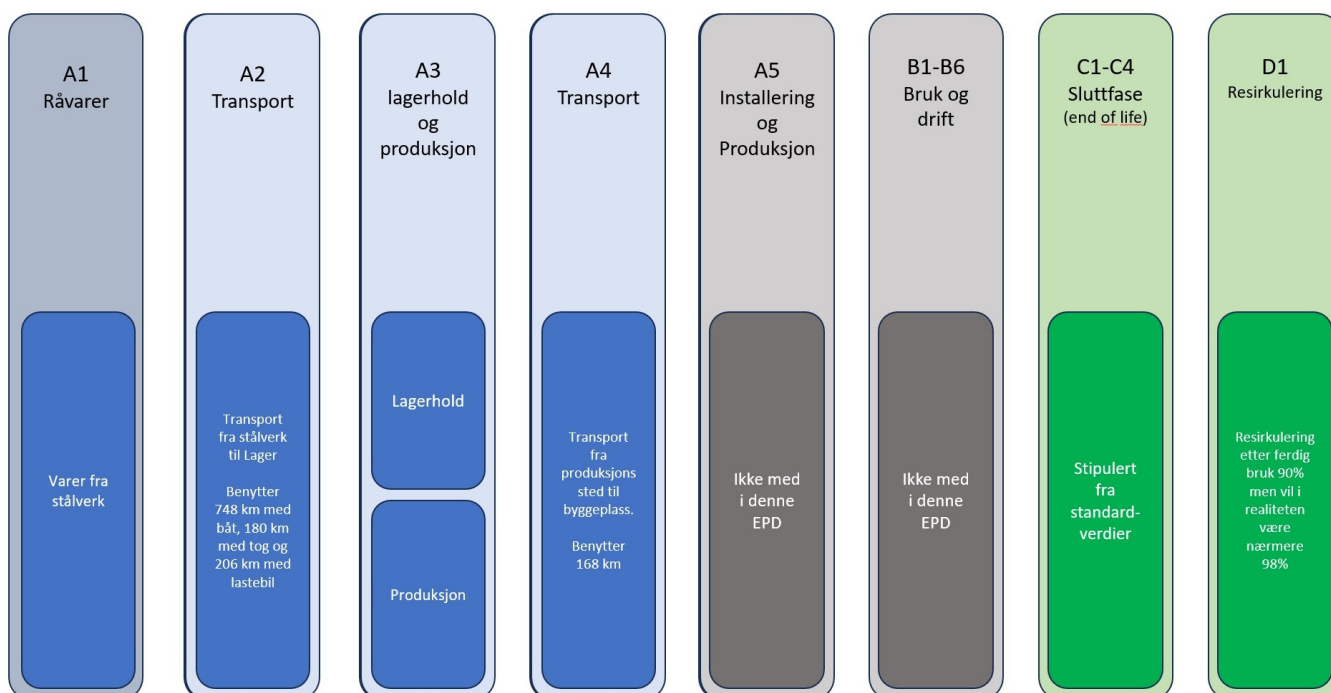 A1
Råvarer
Varer fra
stålverk
A2
Transport
Transport
fra stålverk
til Lager
Benytter
748 km med
båt, 180 km
med tog og
206 km med
lastebil
A3
lagerhold
og
produksjon
Lagerhold
Produksjon
A4
Transport
Transport
fra
produksjons
sted til
byggeplass.
Benytter
168 km
A5
Installering
og
Produksjon
Ikke med
i denne
EPD
B1-B6
Bruk og
drift
Ikke med
i denne
EPD
C1-C4
Sluttfase
(end of life)
Stipulert
fra
standard-
verdier
D1
Resirkulering
Resirkulering
etter ferdig
bruk 90%
men vil i
realiteten
være
nærmere
98%